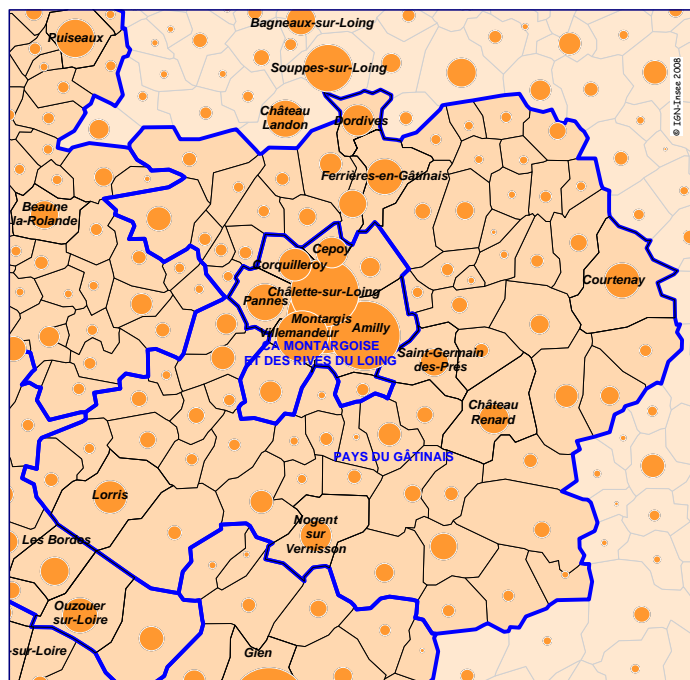 Bagneaux-sur-Loing
Puiseaux
Souppes-sur-Loing
© IGN-Insee 2008
Château
Landon
Dordives
Ferrières-en-Gâtinais
Beaune
-la-Rolande
Cepoy
Corquilleroy
Courtenay
Châlette-sur-Loing
Pannes
Montargis
Amilly
Villemandeur
CA MONTARGOISE
ET DES RIVES DU LOING
Saint-Germain
des-Prés
Château
Renard
PAYS DU GÂTINAIS
Lorris
Nogent
sur
Vernisson
Les Bordes
Ouzouer
sur-Loire
-sur-Loire
Gien